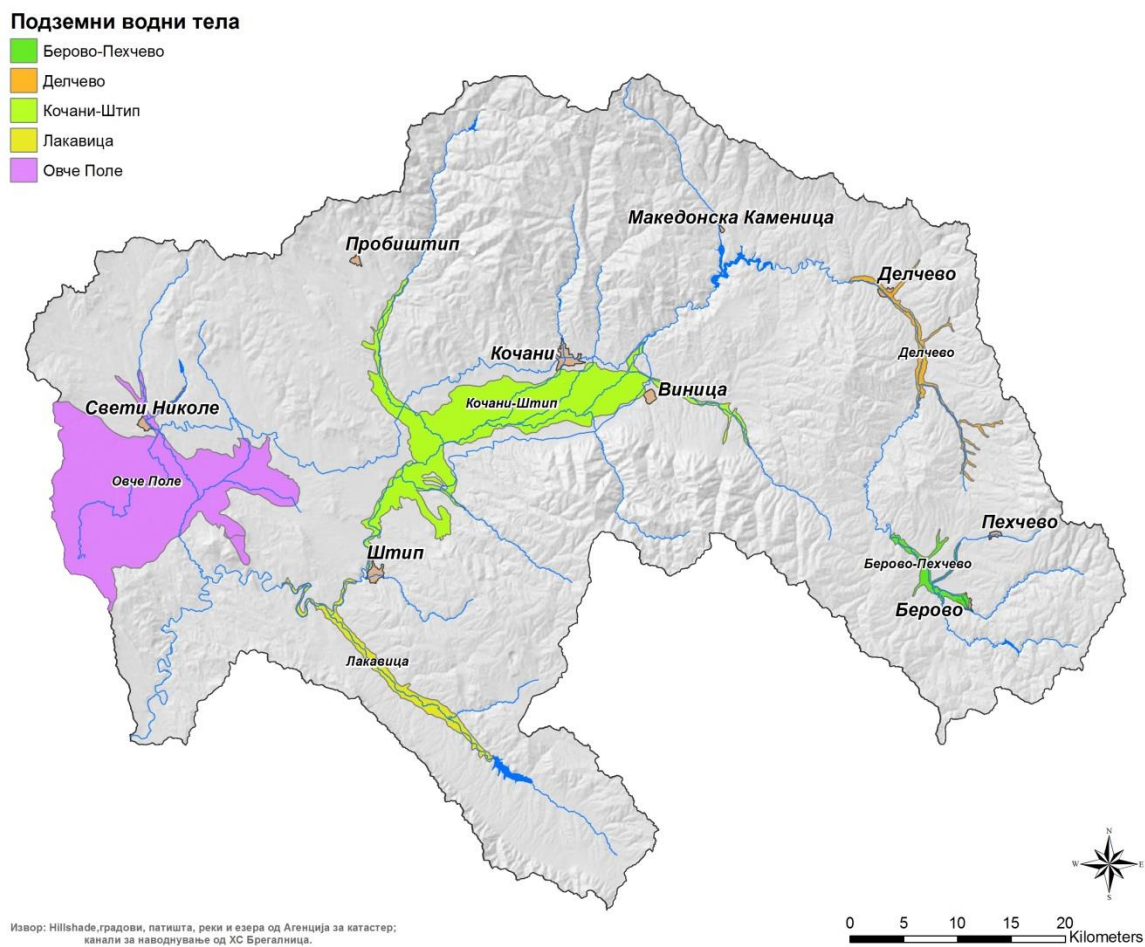 Подземни водни тела
Берово-Пехчево
Делчево
Кочани-Штип
Лакавица
Овче Поле
Македонска Каменица
Пробиштип
Делчево
Кочани
Делчево
Виница
Кочани-Штип
Свети Николе
Овче Поле
Пехчево
Штип
Берово-Пехчево
Берово
Лакавица
N
W E
S
Извор: Hillshade,градови, патишта, реки и езера од Агенција за катастер;
канали за наводнување од ХС Брегалница.
0 5 10 15 20
Kilometers